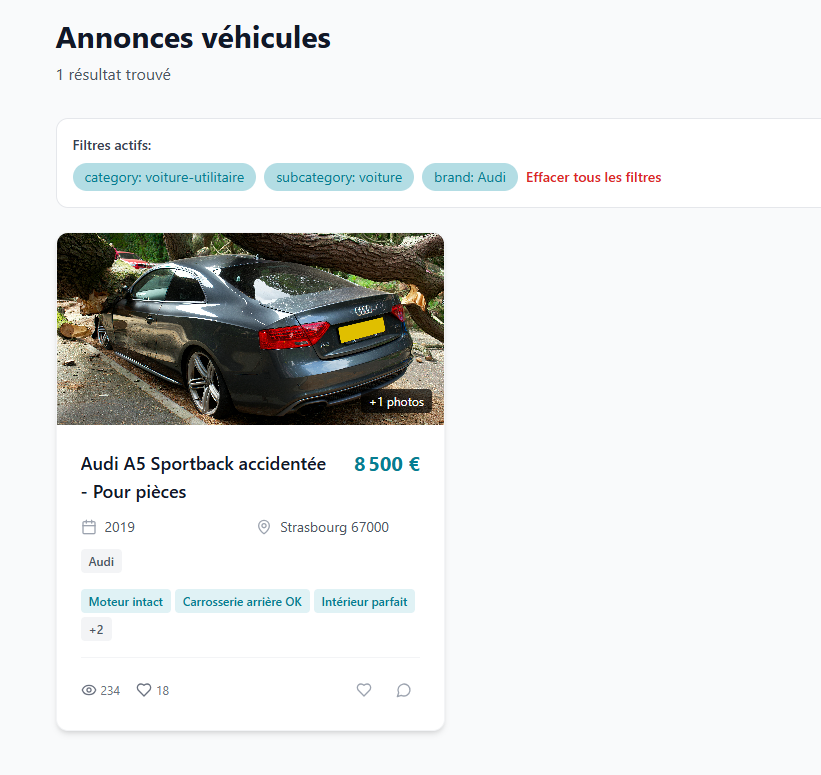 Annonces véhicules
1 résultat trouvé
Filtres actifs:
category: voiture-utilitaire subcategory: voiture brand: Audi Effacer tous les filtres
+1 photos
Audi A5 Sportback accidentée 8 500 €
- Pour pièces
2019 Strasbourg 67000
Audi
Moteur intact Carrosserie arrière OK Intérieur parfait
+2
234 18